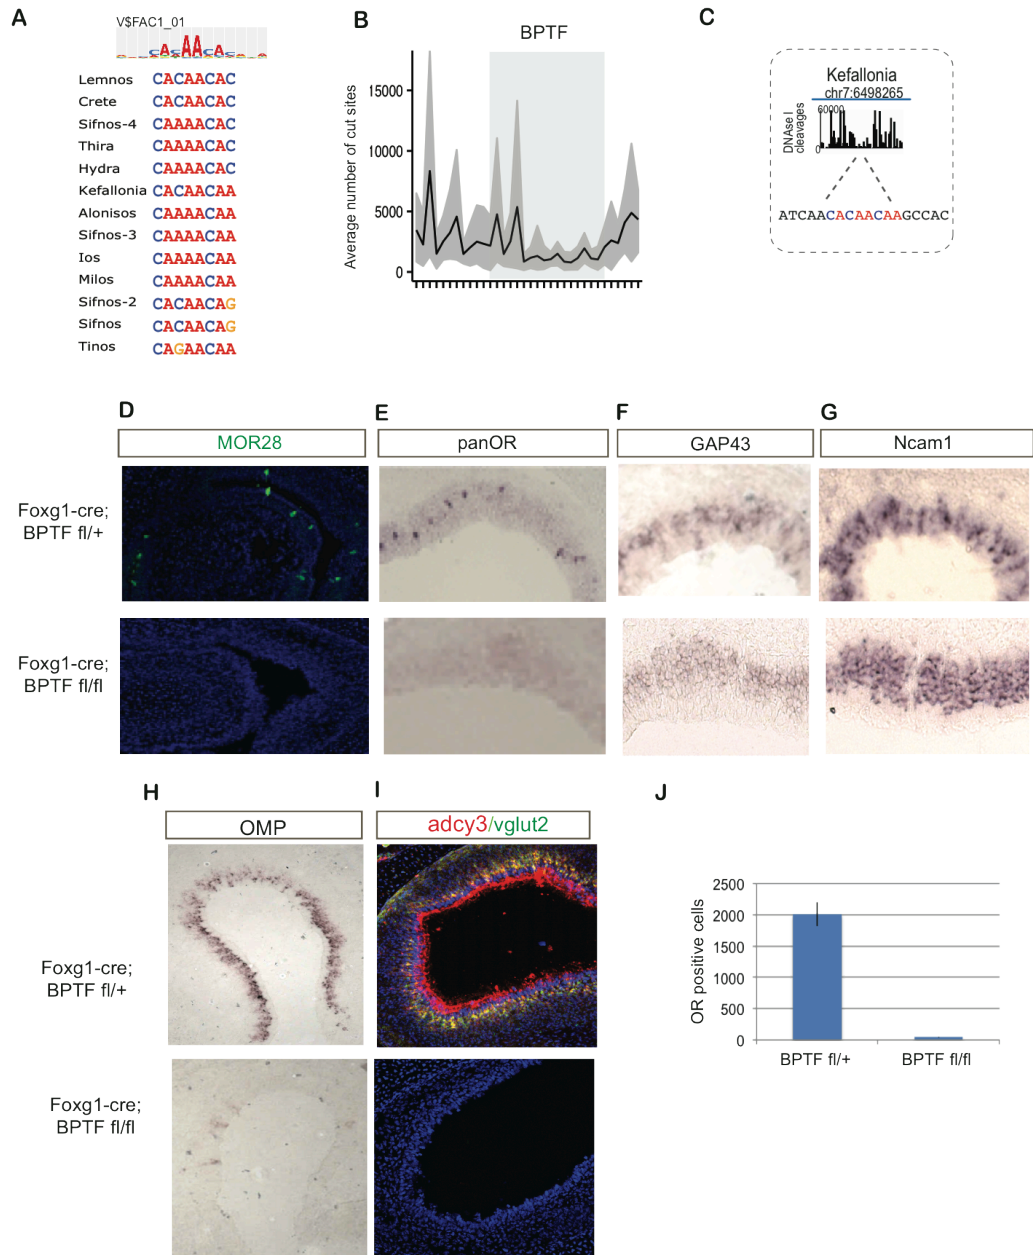 A
V$FAC1_01
Lemnos CACAACAC
Crete CACAACAC
Sifnos-4 CAAAACAC
Thira CAAAACAC
Hydra CAAAACAC
Kefallonia CACAACAA
Alonisos CAAAACAA
Sifnos-3 CAAAACAA
Ios CAAAACAA
Milos CAAAACAA
Sifnos-2 CACAACAG
Sifnos CACAACAG
Tinos CAGAACAA
B
BPTF
Average number of cut sites
15000
10000
5000
0
C
Kefallonia
chr7:6498265
DNAse I
cleavages
60000
0
ATCAACACAACAAGCCAC
D
MOR28
E
panOR
F
GAP43
G
Ncam1
Foxg1-cre;
BPTF fl/+
Foxg1-cre;
BPTF fl/fl
H
OMP
I
adcy3/vglut2
Foxg1-cre;
BPTF fl/+
Foxg1-cre;
BPTF fl/fl
J
OR positive cells
2500
2000
1500
1000
500
0
BPTF fl/+
BPTF fl/fl